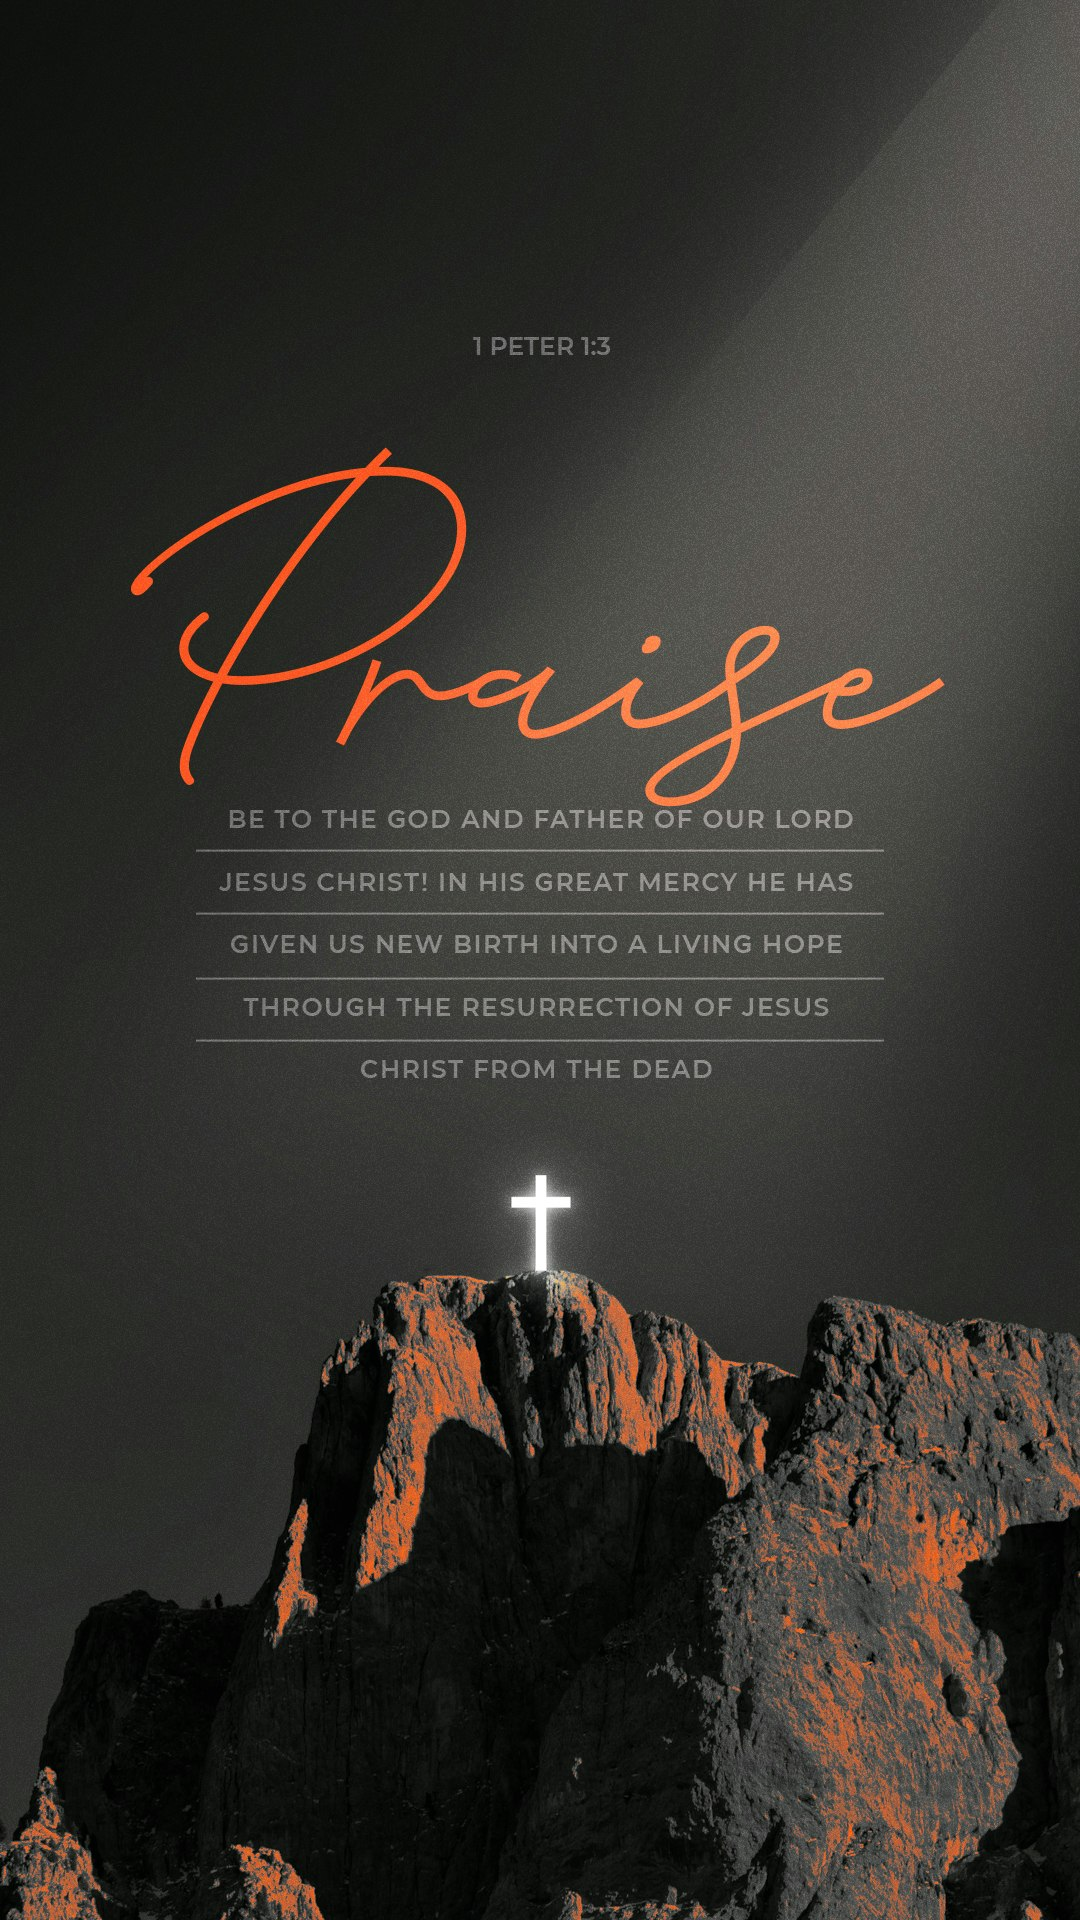 1 PETER 1:3
Praise
BE TO THE GOD AND FATHER OF OUR LORD
JESUS CHRIST! IN HIS GREAT MERCY HE HAS
GIVEN US NEW BIRTH INTO A LIVING HOPE
THROUGH THE RESURRECTION OF JESUS
CHRIST FROM THE DEAD